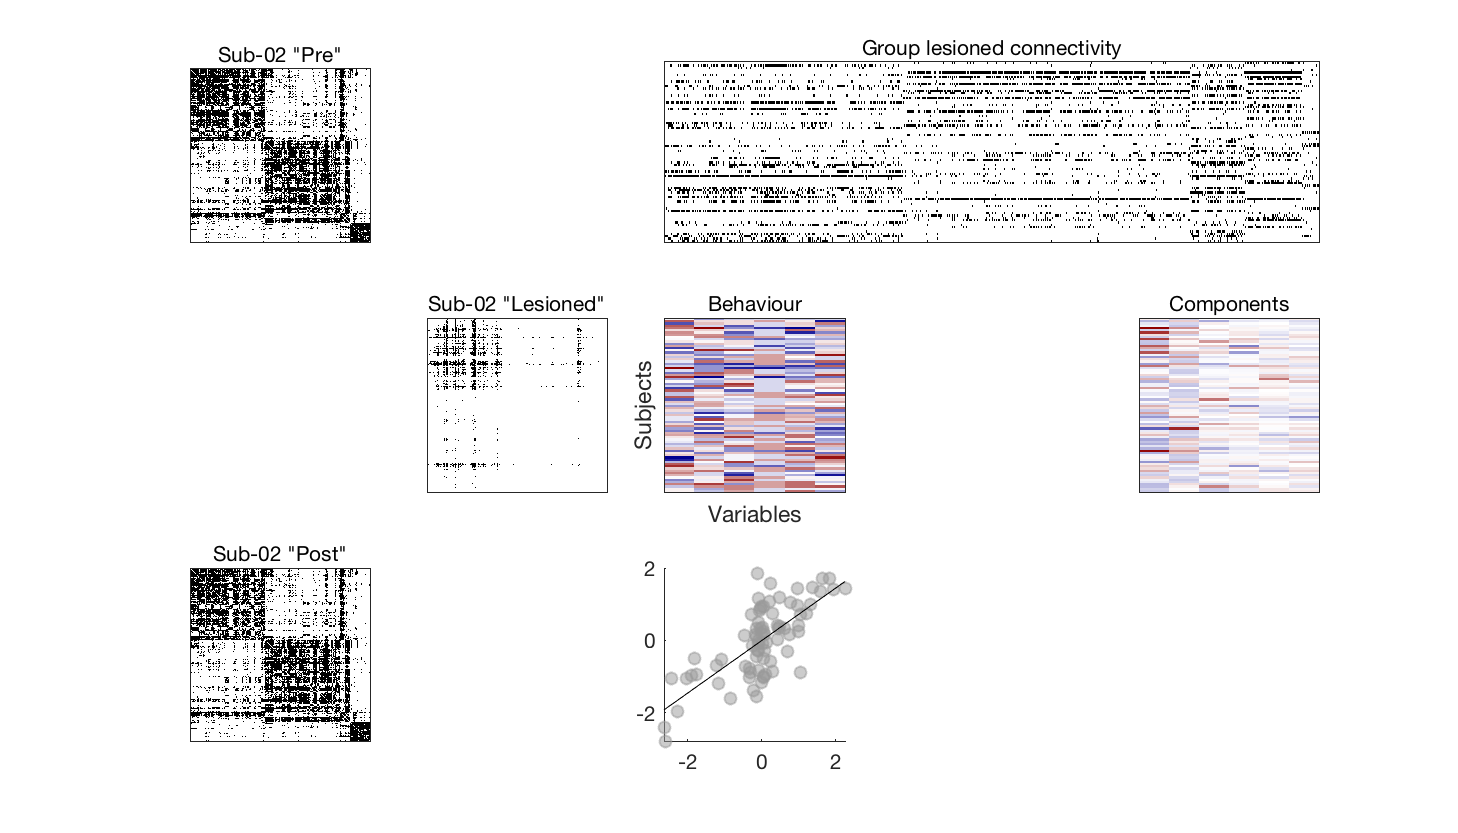 Sub-02 "Pre"
Group lesioned connectivity
Sub-02 "Lesioned"
Behaviour
Components
Subjects
Variables
Sub-02 "Post"
2
0
-2
-2
0
2